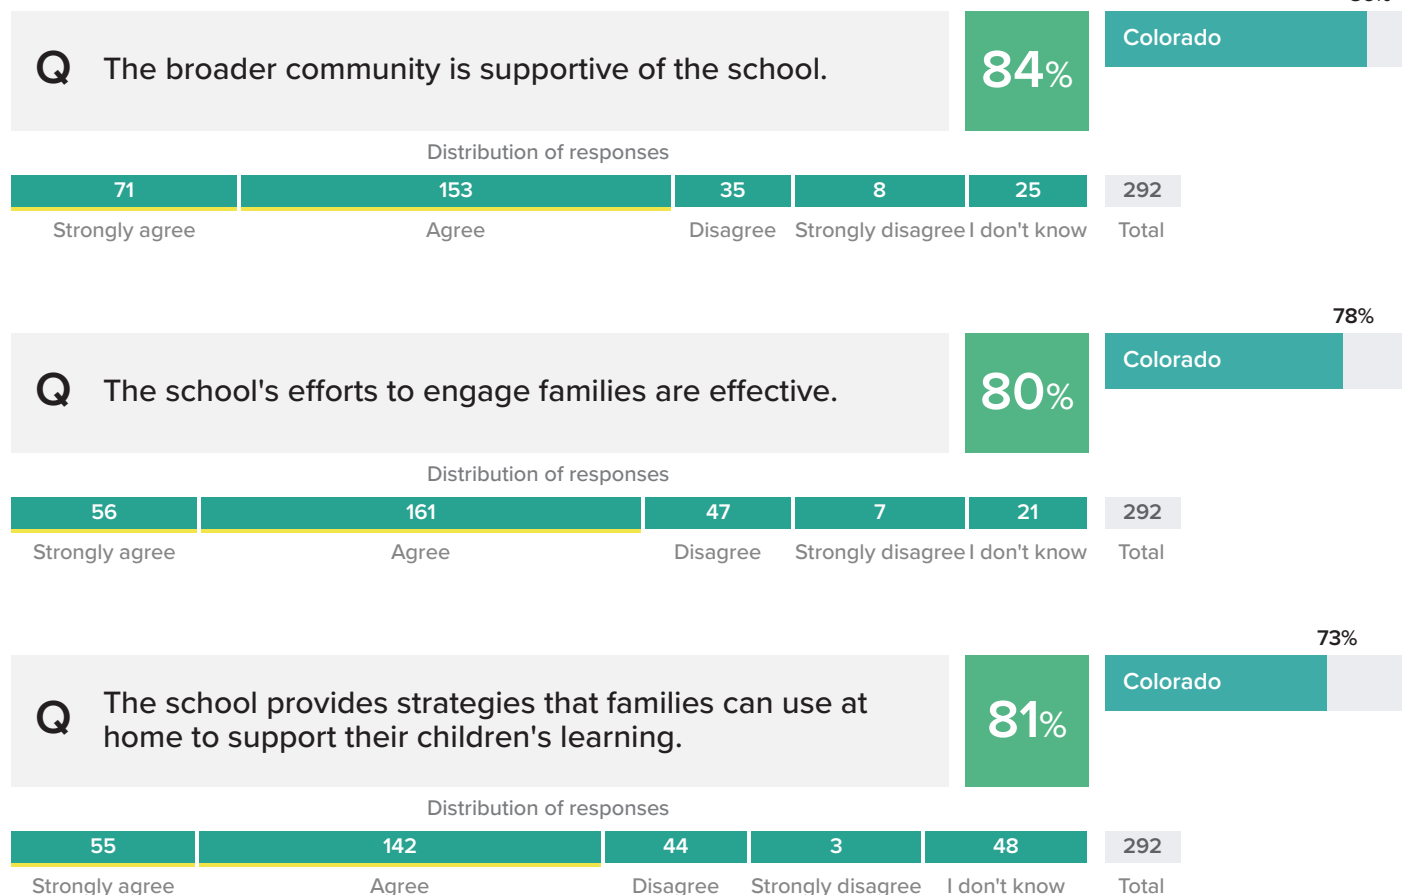 Q The broader community is supportive of the school. 84% Colorado
Distribution of responses
71 153 35 8 25 292
Strongly agree Agree Disagree Strongly disagree I don't know Total
78%
Q The school's efforts to engage families are effective. 80% Colorado
Distribution of responses
56 161 47 7 21 292
Strongly agree Agree Disagree Strongly disagree I don't know Total
73%
Q The school provides strategies that families can use at
home to support their children's learning. 81% Colorado
Distribution of responses
55 142 44 3 48 292
Strongly agree Agree Disagree Strongly disagree I don't know Total